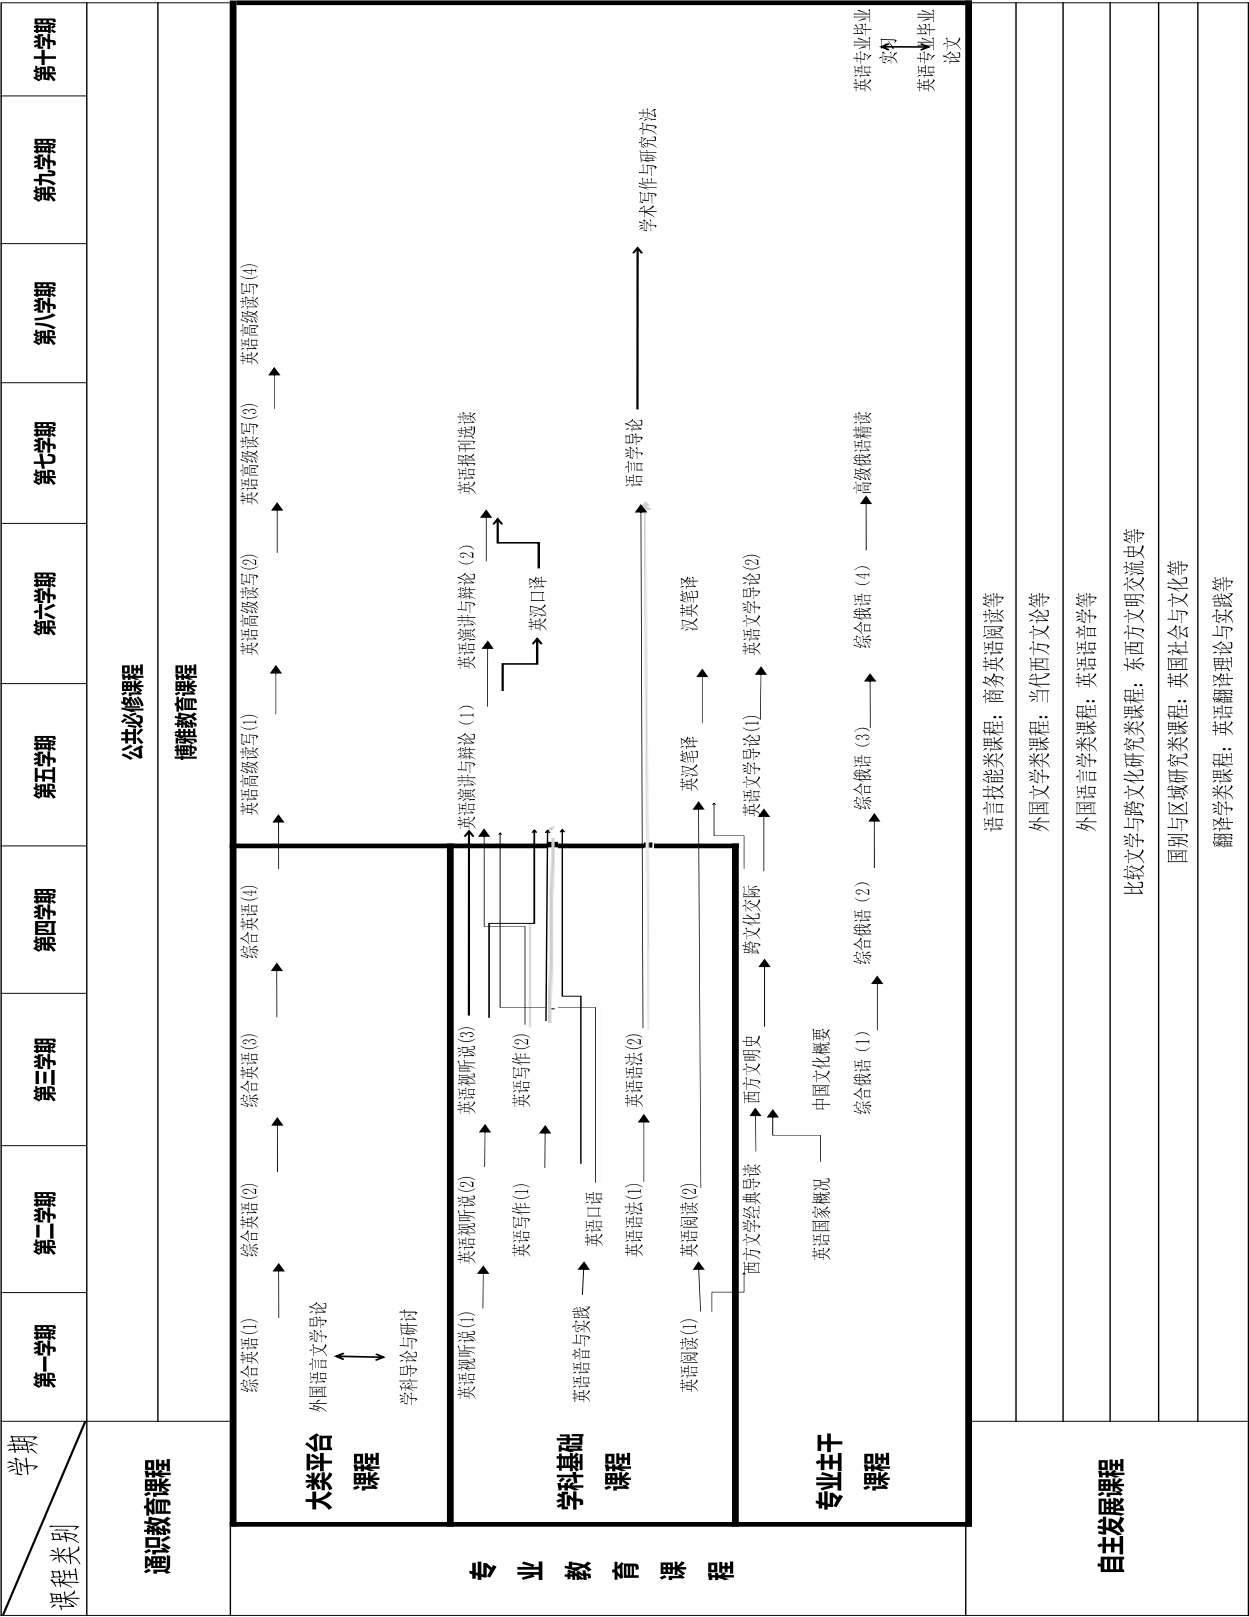 学期
课程类别
第一学期
第二学期
第三学期
第四学期
第五学期
第六学期
第七学期
第八学期
第九学期
第十学期
通识教育课程
公共必修课程
博雅教育课程
专业教育课程
大类平台
课程
综合英语(1)
综合英语(2)
综合英语(3)
综合英语(4)
英语高级读写(1)
英语高级读写(2)
英语高级读写(3)
英语高级读写(4)
外国语言文学导论
学科导论与研讨
学科基础
课程
英语视听说(1)
英语视听说(2)
英语视听说(3)
英语演讲与辩论（1）
英语演讲与辩论（2）
英语报刊选读
英语写作(1)
英语写作(2)
英汉口译
英语语音与实践
英语口语
英语语法(1)
英语语法(2)
语言学导论
学术写作与研究方法
英语阅读(1)
英语阅读(2)
英汉笔译
汉英笔译
专业主干
课程
西方文学经典导读
西方文明史
跨文化交际
英语文学导论(1)
英语文学导论(2)
英语国家概况
中国文化概要
综合俄语（1）
综合俄语（2）
综合俄语（3）
综合俄语（4）
高级俄语精读
英语专业毕业
实习
英语专业毕业
论文
自主发展课程
语言技能类课程：商务英语阅读等
外国文学类课程：当代西方文论等
外国语言学类课程：英语语音学等
比较文学与跨文化研究类课程：东西方文明交流史等
国别与区域研究类课程：英国社会与文化等
翻译学类课程：英语翻译理论与实践等